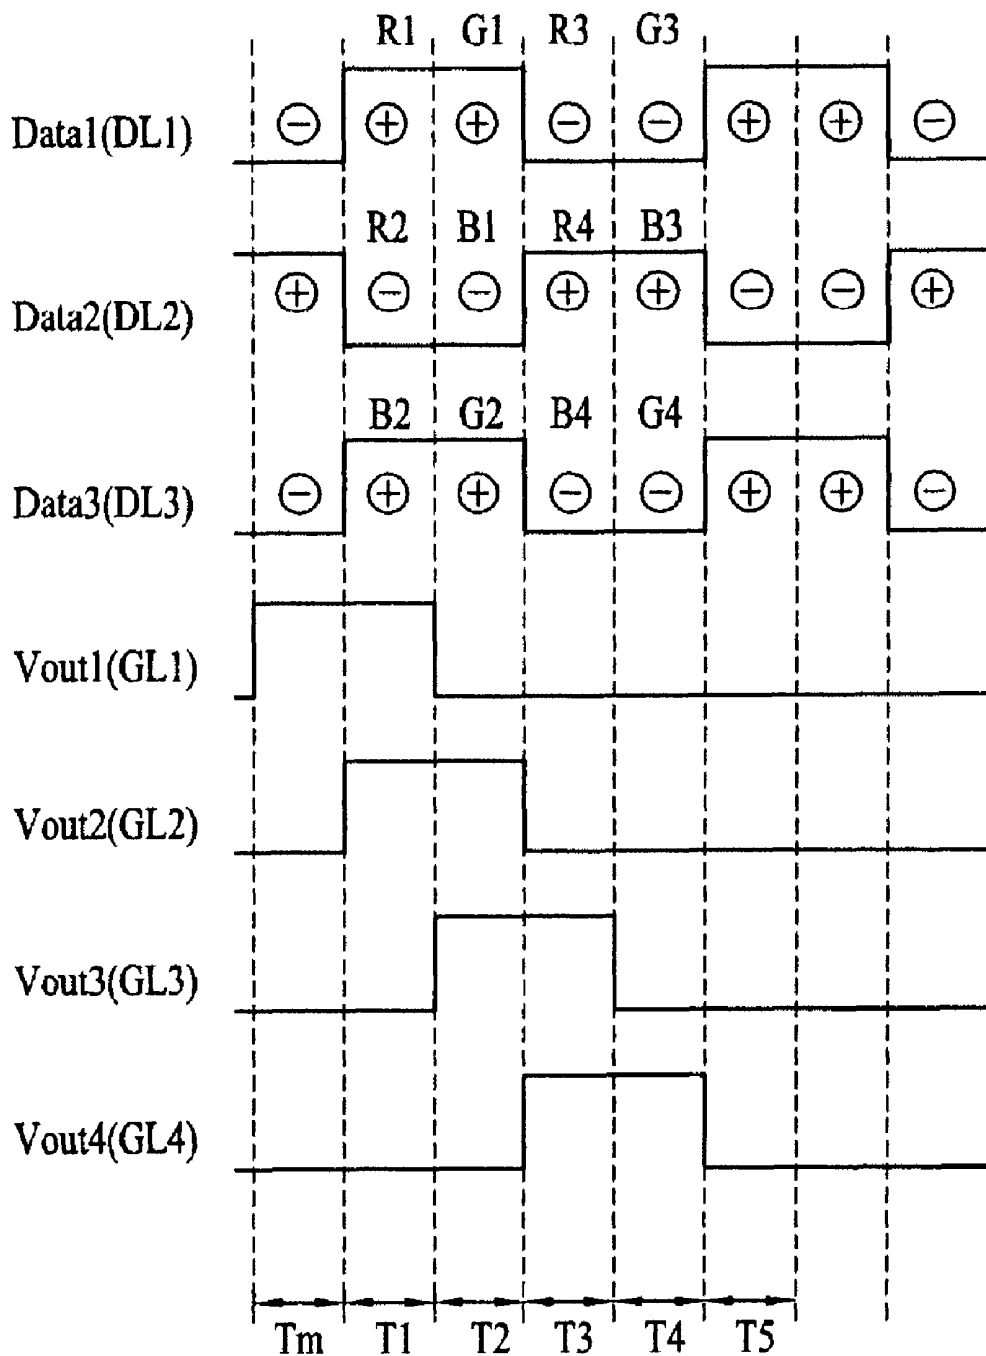 R1 G1 R3 G3
Data1(DL1) ⊖ ⊕ ⊕ ⊖ ⊖ ⊕ ⊕ ⊖
R2 B1 R4 B3
Data2(DL2) ⊕ ⊖ ⊖ ⊕ ⊕ ⊖ ⊖ ⊕
B2 G2 B4 G4
Data3(DL3) ⊖ ⊕ ⊕ ⊖ ⊖ ⊕ ⊕ ⊖
Vout1(GL1)
Vout2(GL2)
Vout3(GL3)
Vout4(GL4)
Tm T1 T2 T3 T4 T5